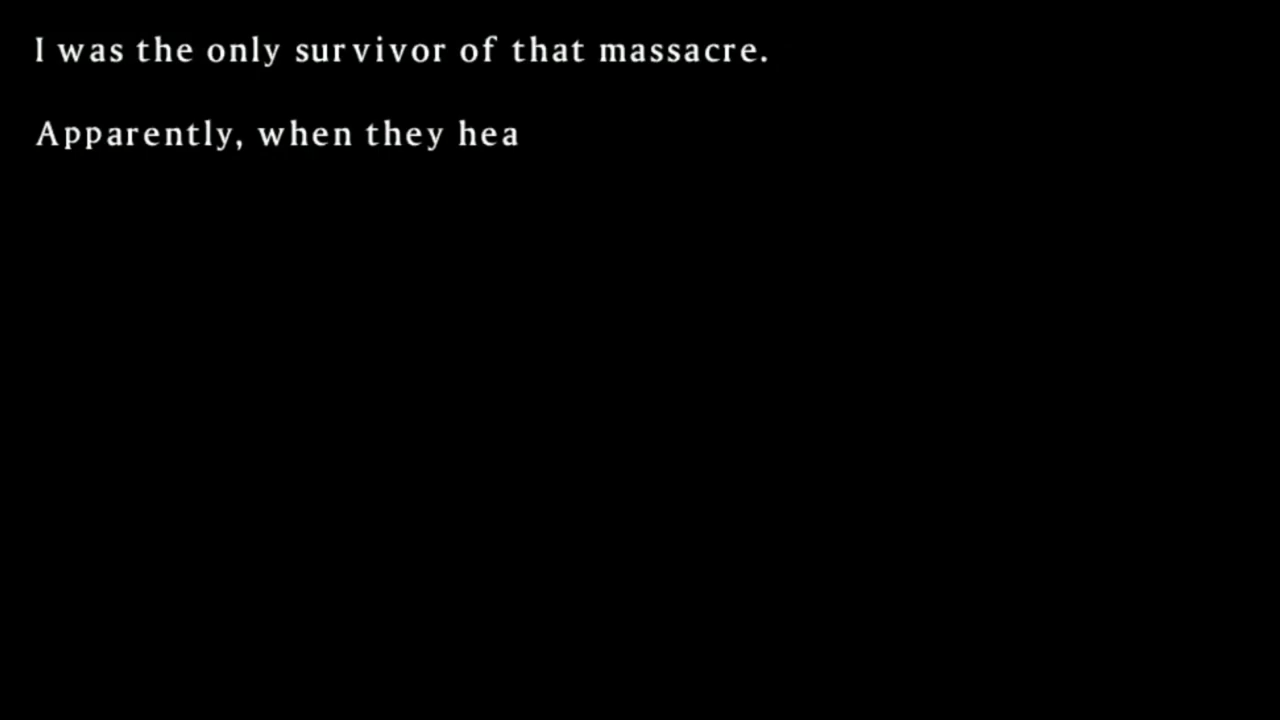 I was the only survivor of that massacre.
Apparently, when they hea